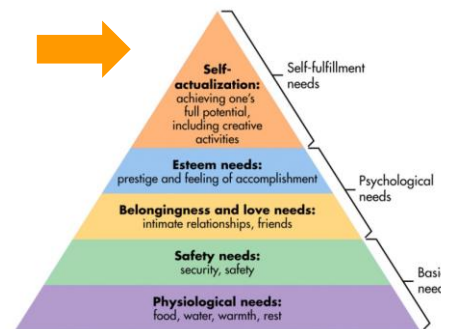 Self-
actualization:
achieving one's
full potential,
including creative
activities
Self-fulfillment
needs
Esteem needs:
prestige and feeling of accomplishment
Psychological
needs
Belongingness and love needs:
intimate relationships, friends
Safety needs:
security, safety
Physiological needs:
food, water, warmth, rest